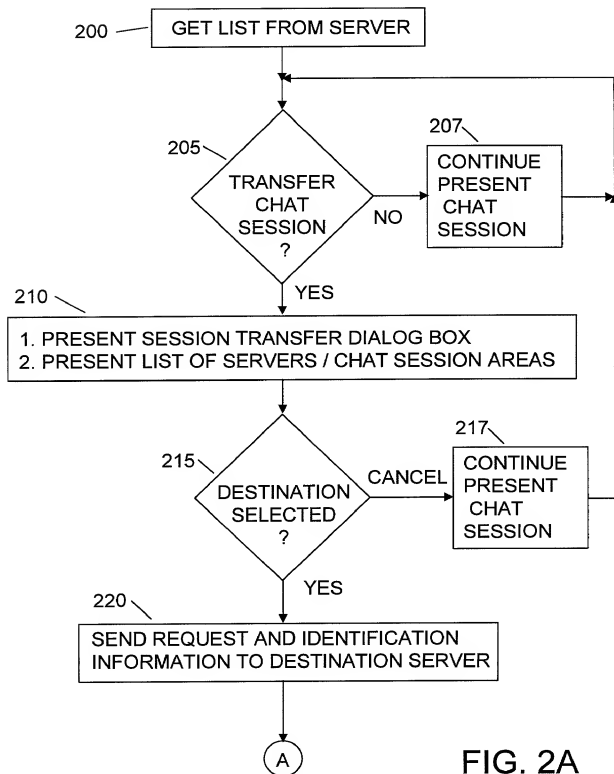 200
GET LIST FROM SERVER
205
TRANSFER
CHAT
SESSION
?
NO
207
CONTINUE
PRESENT
CHAT
SESSION
YES
210
1. PRESENT SESSION TRANSFER DIALOG BOX
2. PRESENT LIST OF SERVERS / CHAT SESSION AREAS
215
DESTINATION
SELECTED
?
CANCEL
217
CONTINUE
PRESENT
CHAT
SESSION
YES
220
SEND REQUEST AND IDENTIFICATION
INFORMATION TO DESTINATION SERVER
A
FIG. 2A